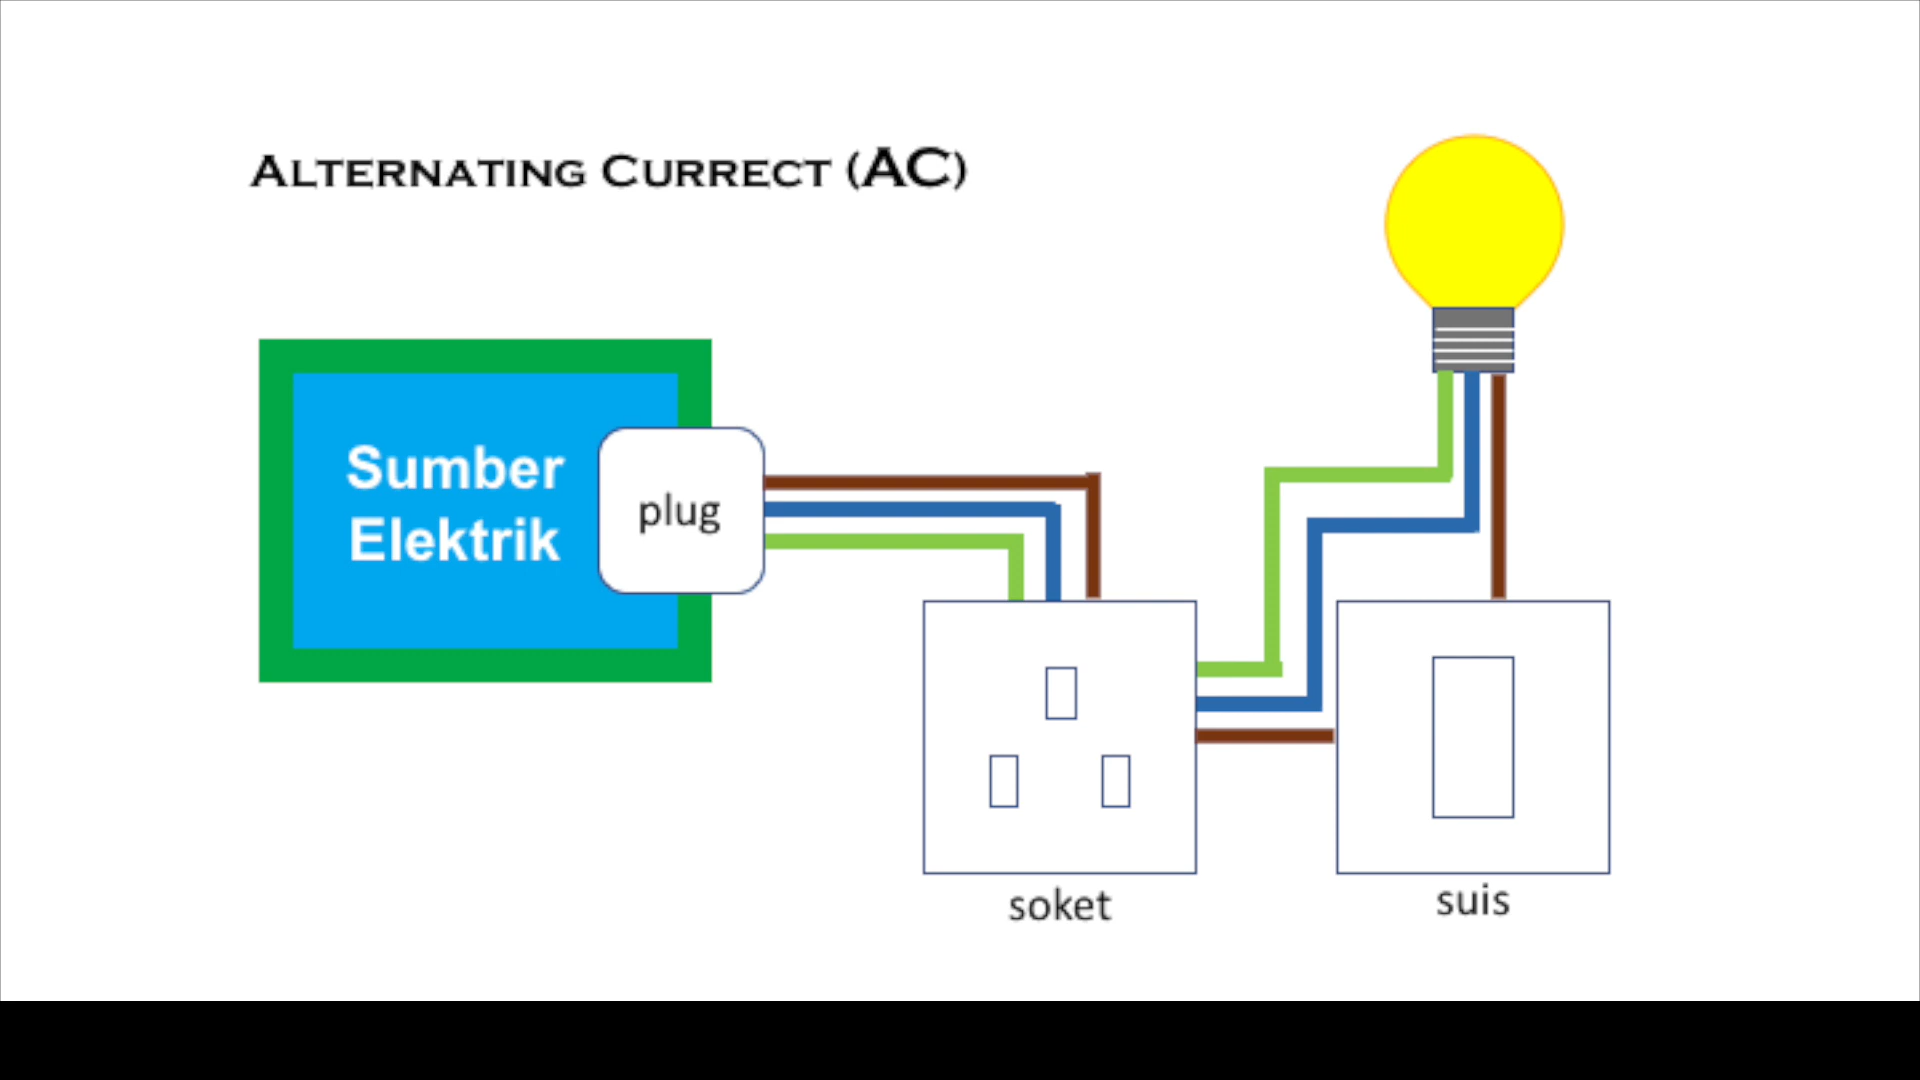 ALTERNATING CURRECT (AC)
Sumber
Elektrik
plug
soket
suis